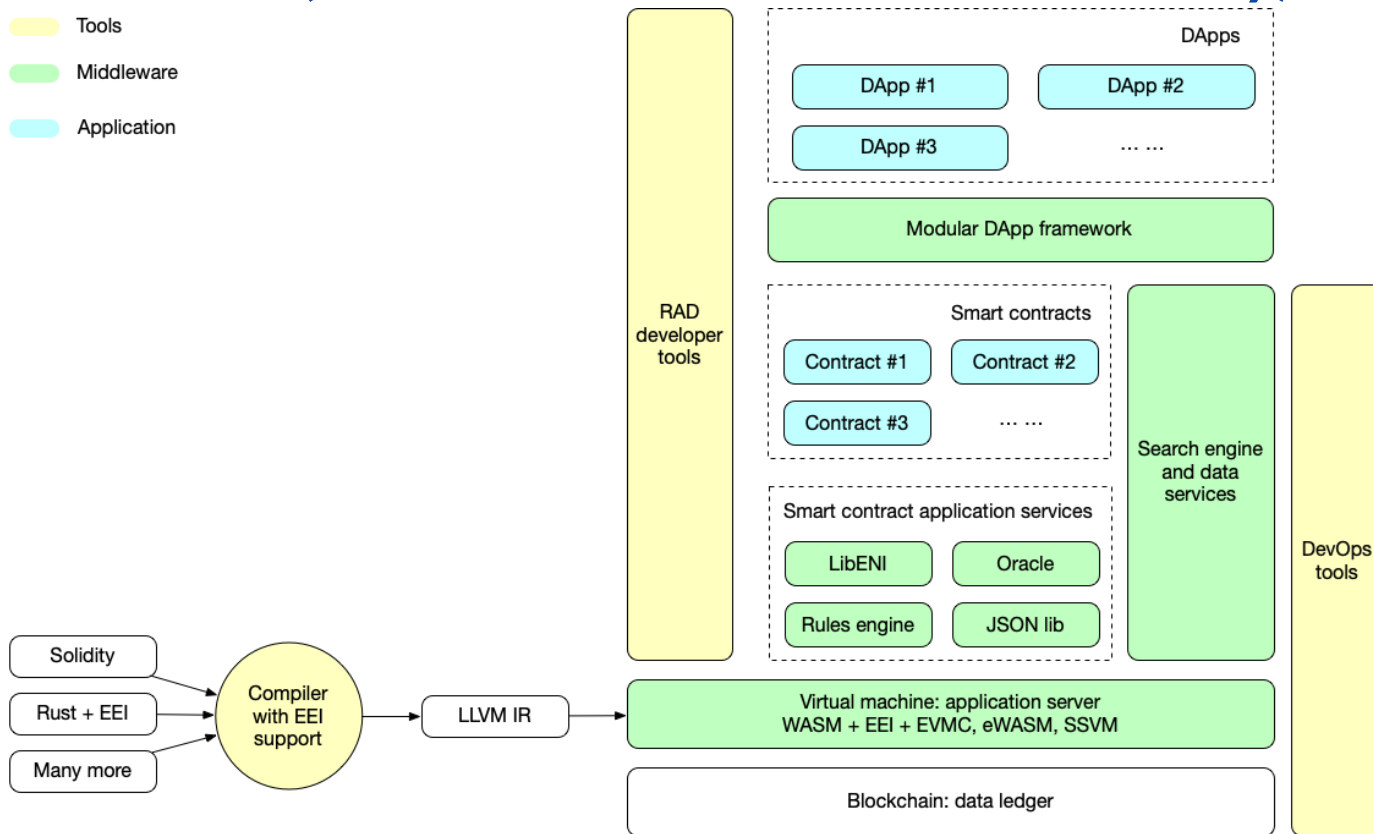 Tools
Middleware
Application
DApps
DApp #1
DApp #2
DApp #3
... ...
Modular DApp framework
RAD
developer
tools
Smart contracts
Contract #1
Contract #2
Contract #3
... ...
Search engine
and data
services
Smart contract application services
LibENI
Oracle
Rules engine
JSON lib
DevOps
tools
Solidity
Rust + EEI
Many more
Compiler
with EEI
support
LLVM IR
Virtual machine: application server
WASM + EEI + EVMC, eWASM, SSVM
Blockchain: data ledger